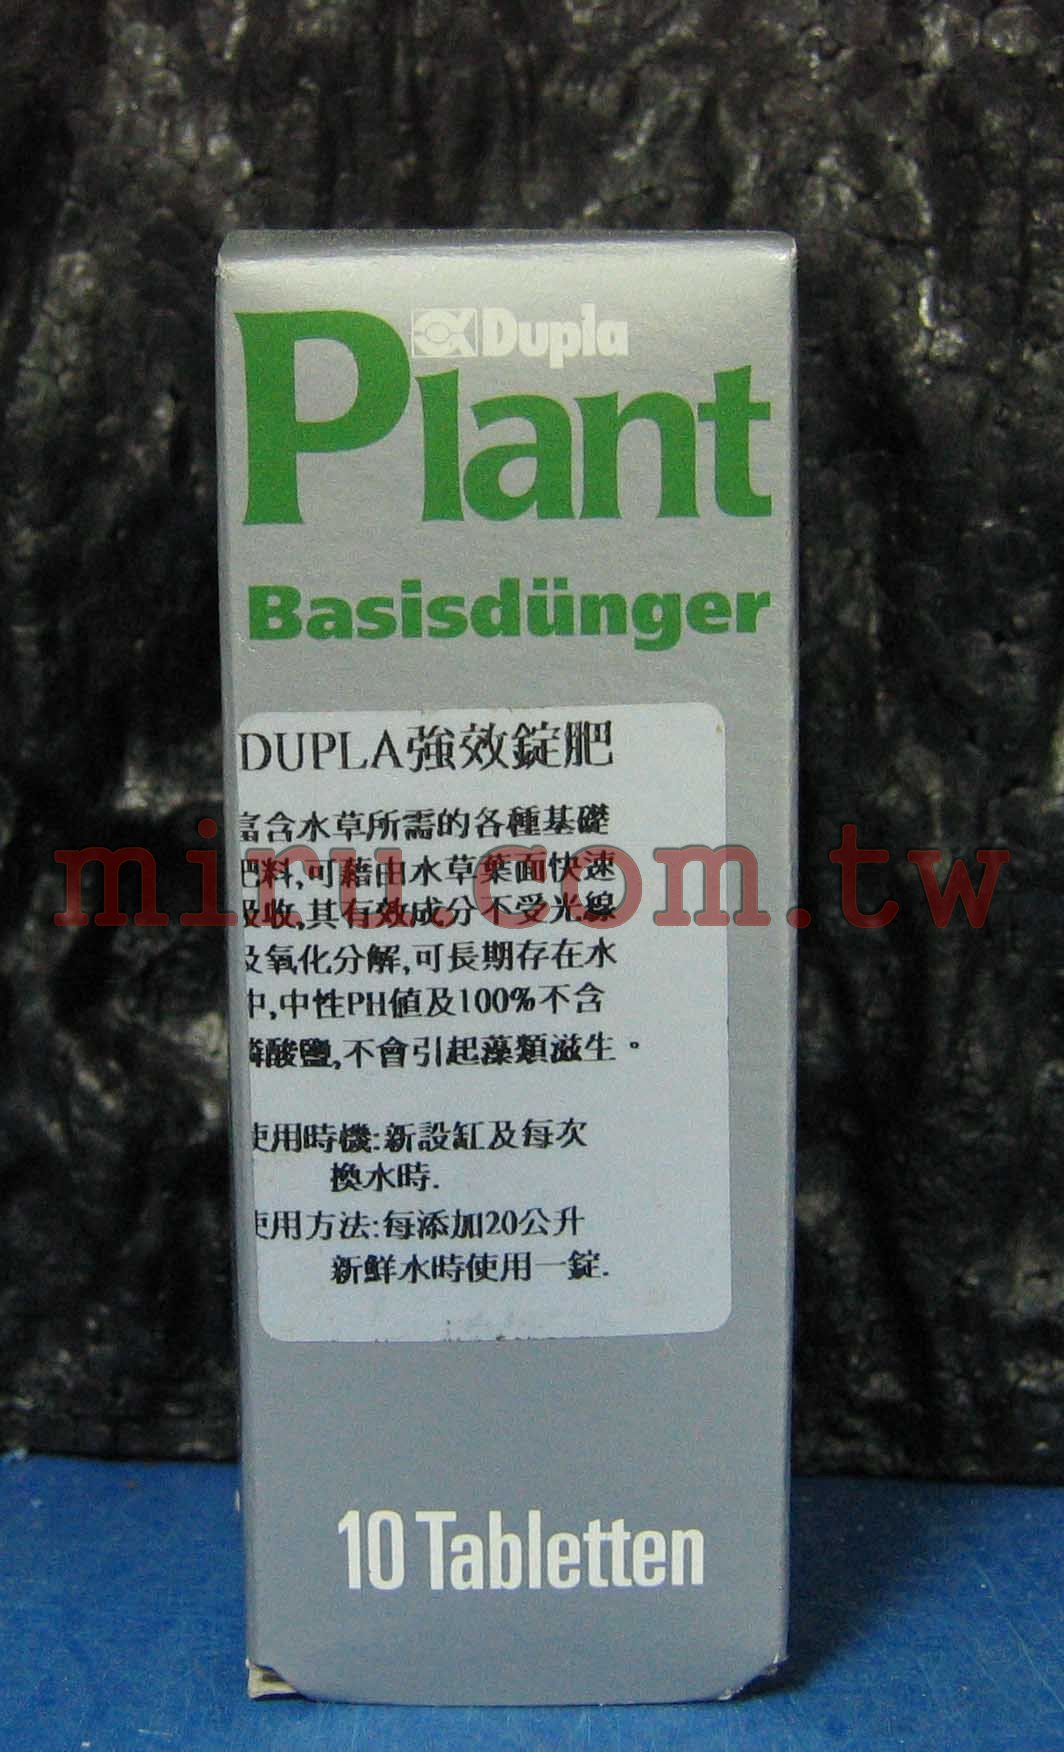 Dupla
Plant
Basisdünger
DUPLA強效錠肥
富含水草所需的各種基礎
肥料,可藉由水草葉面快速
吸收,其有效成分不受光線
及氧化分解,可長期存在水
中,中性PH值及100%不含
磷酸鹽,不會引起藻類滋生。
使用時機:新設缸及每次
換水時.
使用方法:每添加20公升
新鮮水時使用一錠.
10 Tabletten
miru.com.tw